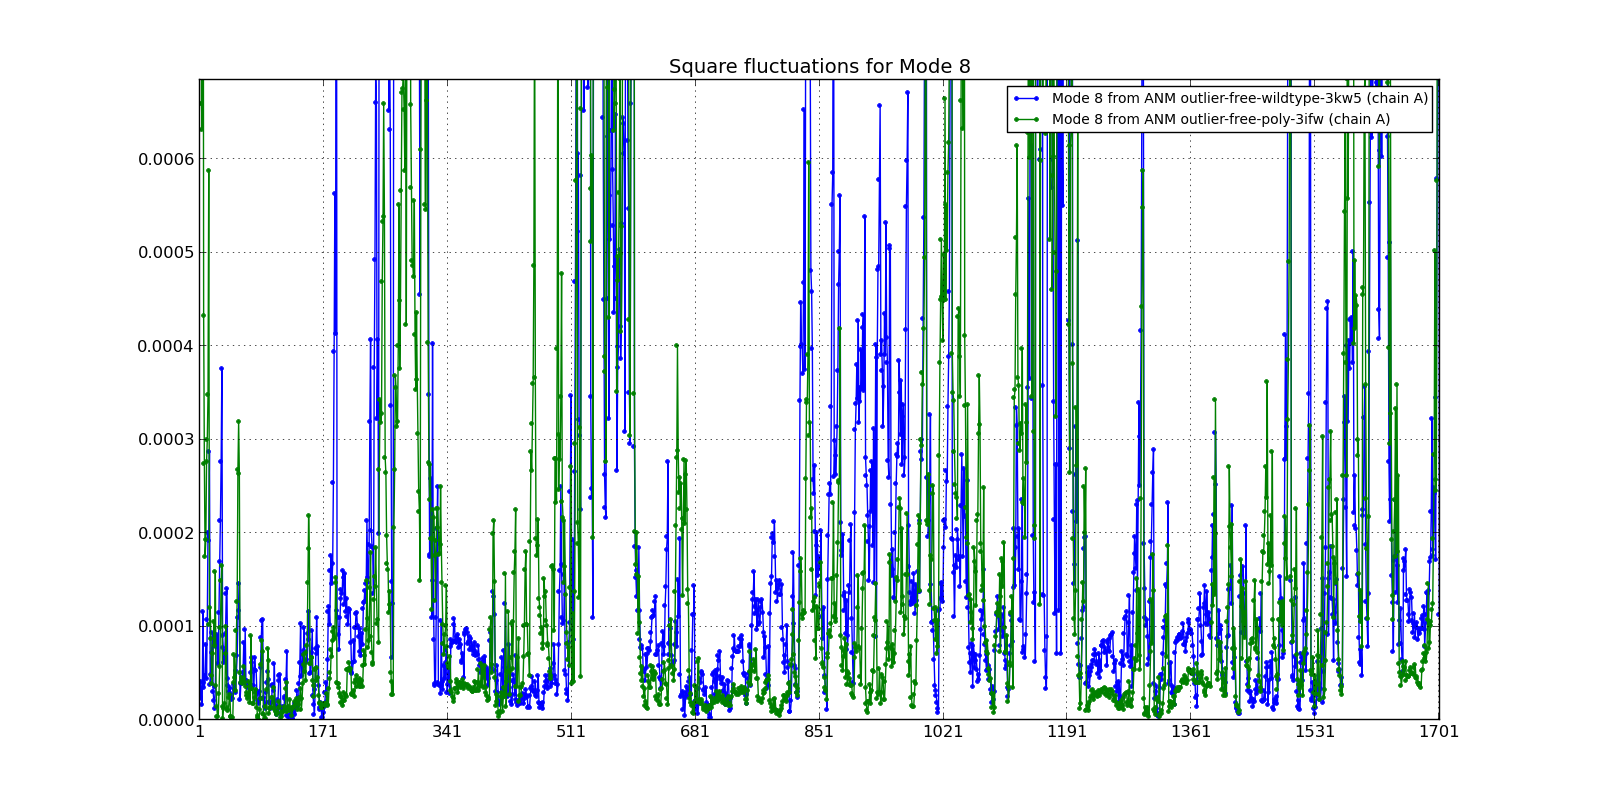 Square fluctuations for Mode 8
Mode 8 from ANM outlier-free-wildtype-3kw5 (chain A)
Mode 8 from ANM outlier-free-poly-3ifw (chain A)
0.0006
0.0005
0.0004
0.0003
0.0002
0.0001
0.0000
1 171 341 511 681 851 1021 1191 1361 1531 1701